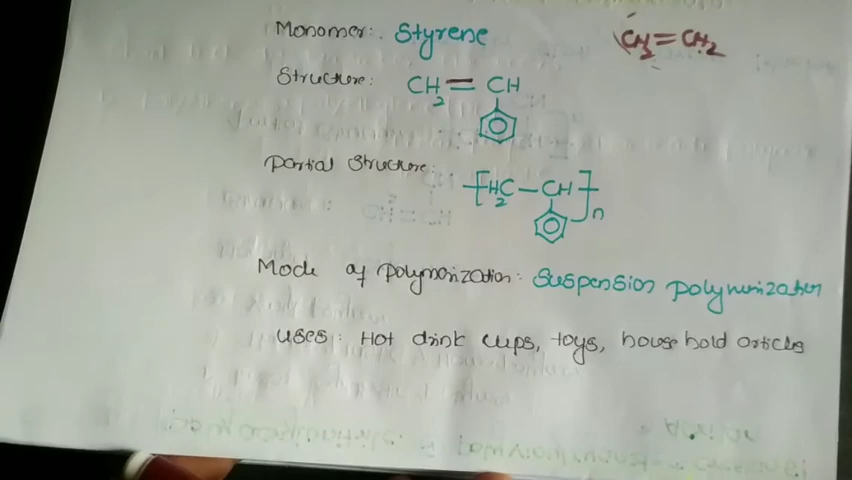 Monomer: Styrene
CH2=CH2
Structure: CH2=CH
Partial Structure: [H2C-CH]n
Mode of polymerization: Suspension polymerization
uses: Hot drink cups, toys, household articles